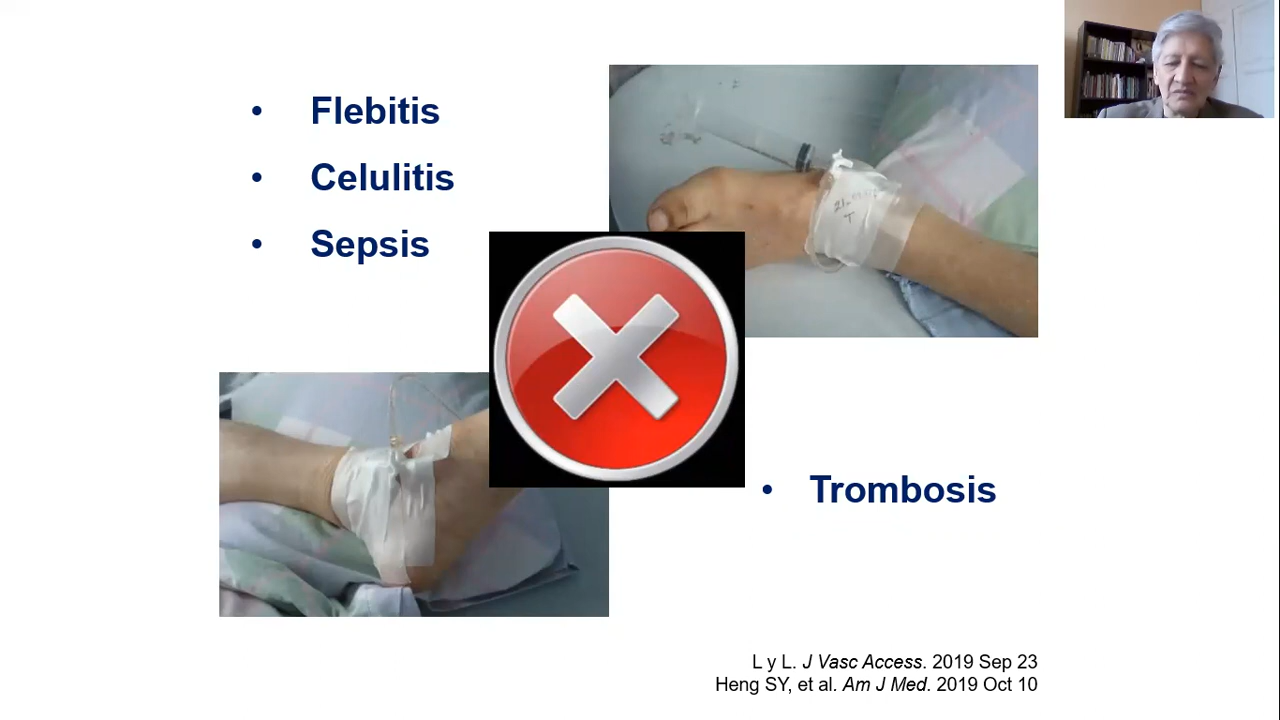 • Flebitis
• Celulitis
• Sepsis
• Trombosis
L y L. J Vasc Access. 2019 Sep 23
Heng SY, et al. Am J Med. 2019 Oct 10